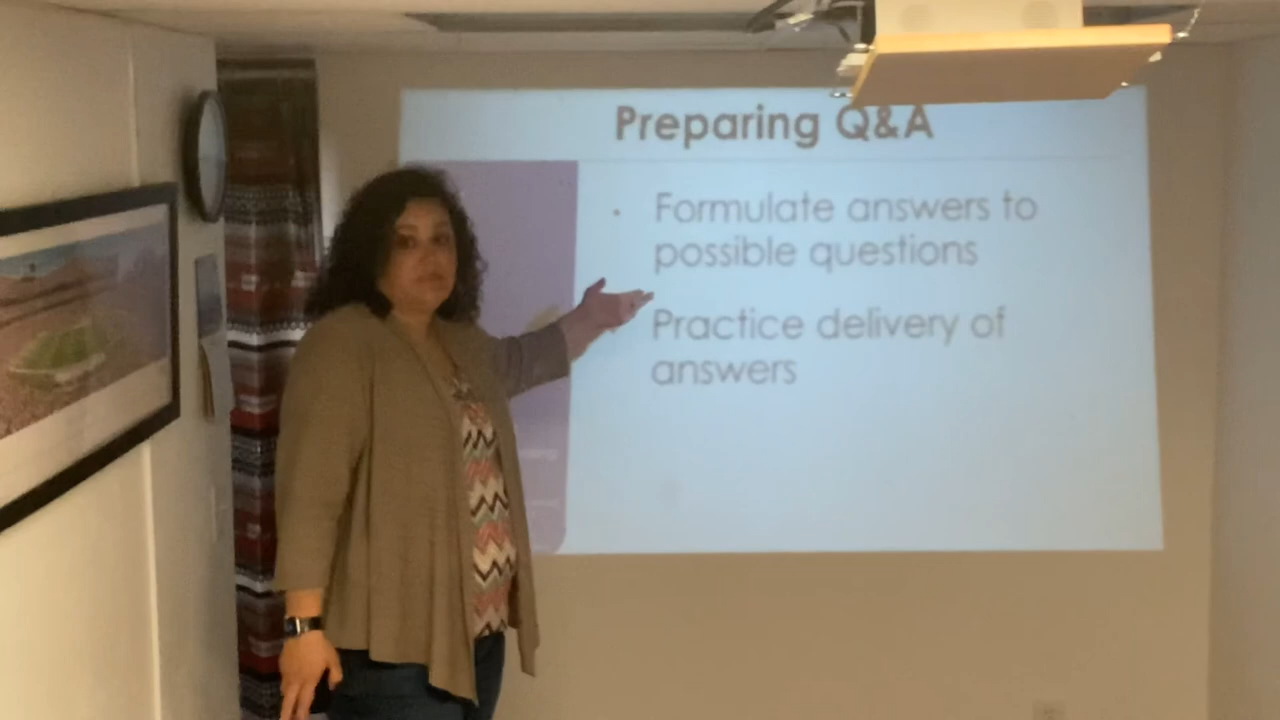 Preparing Q&A
• Formulate answers to
possible questions
Practice delivery of
answers